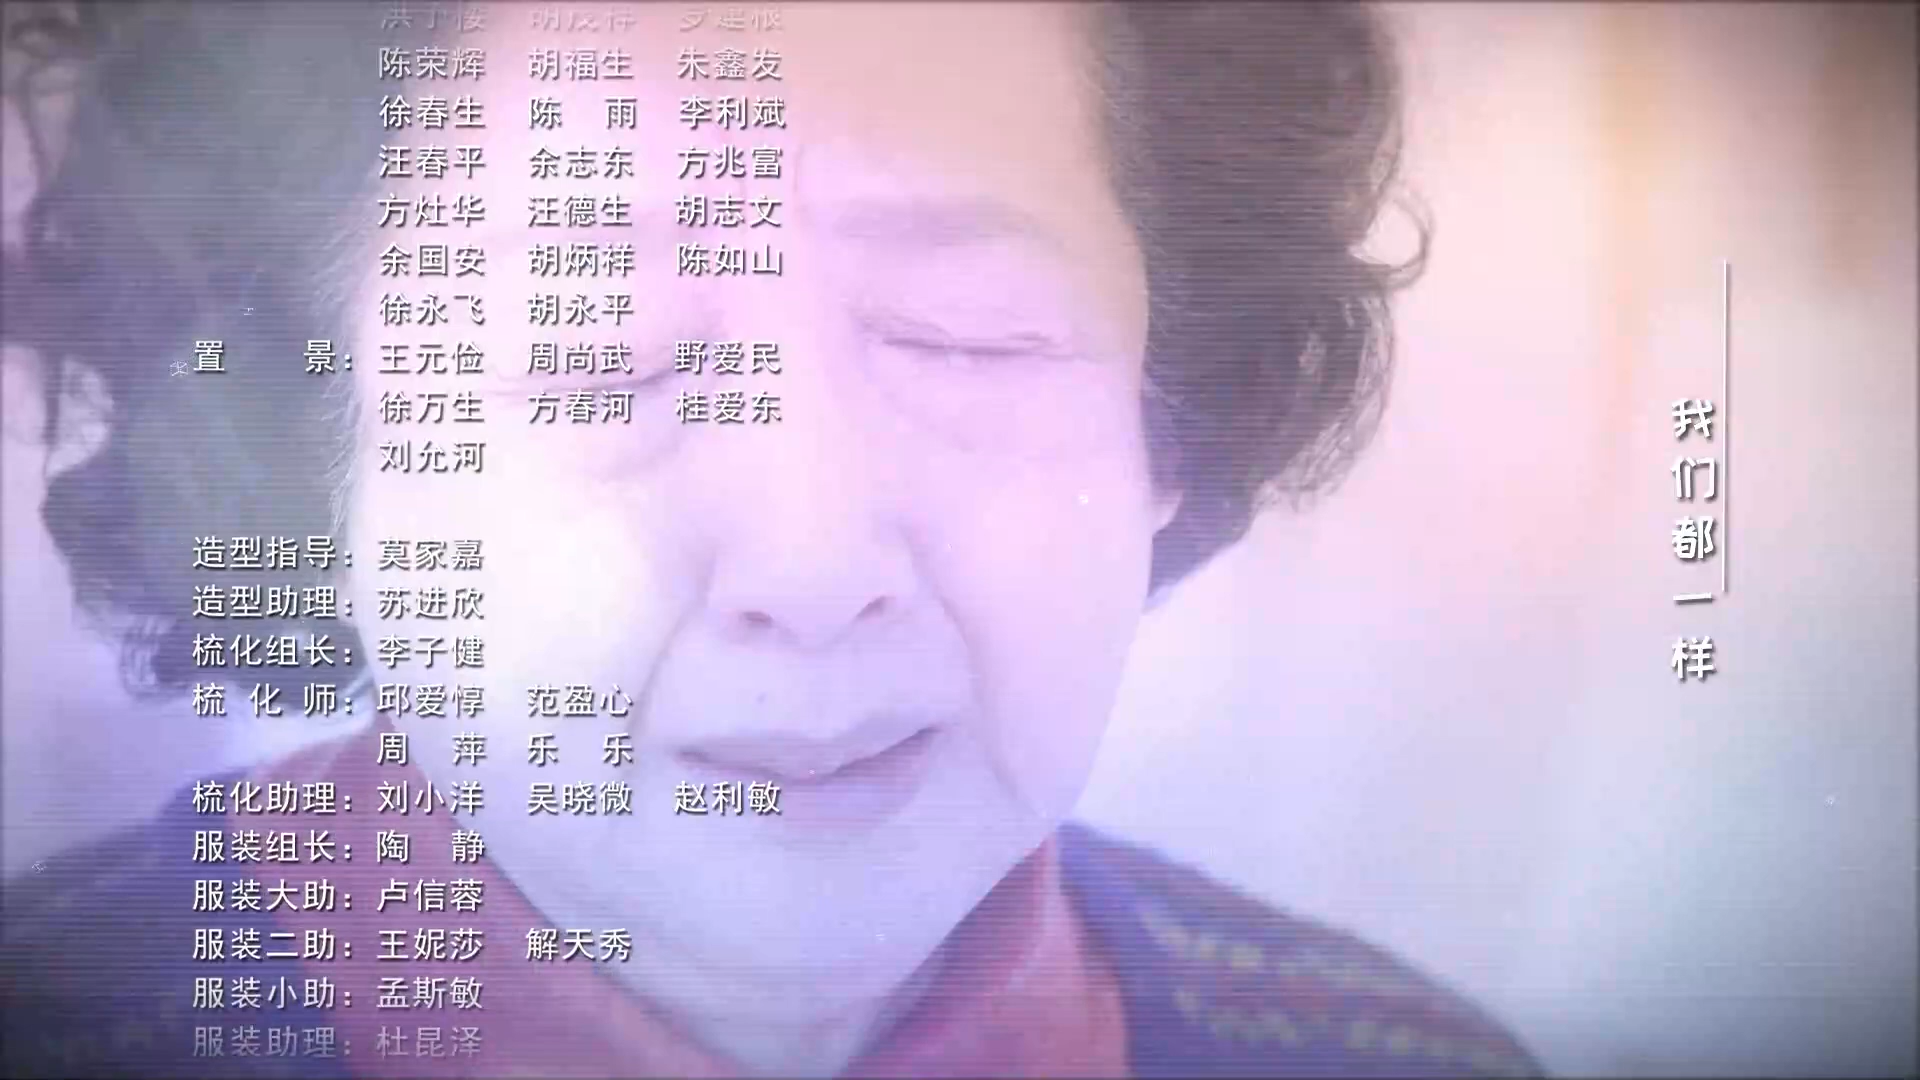 陈荣辉 胡福生 朱鑫发
徐春生 陈 雨 李利斌
汪春平 余志东 方兆富
方灶华 汪德生 胡志文
余国安 胡炳祥 陈如山
徐永飞 胡永平
置 景：王元俭 周尚武 野爱民
徐万生 方春河 桂爱东
刘允河
造型指导：莫家嘉
造型助理：苏进欣
梳化组长：李子健
梳 化 师：邱爱惇 范盈心
周 萍 乐 乐
梳化助理：刘小洋 吴晓微 赵利敏
服装组长：陶 静
服装大助：卢信蓉
服装二助：王妮莎 解天秀
服装小助：孟斯敏
服装助理：杜昆泽
我们都一样